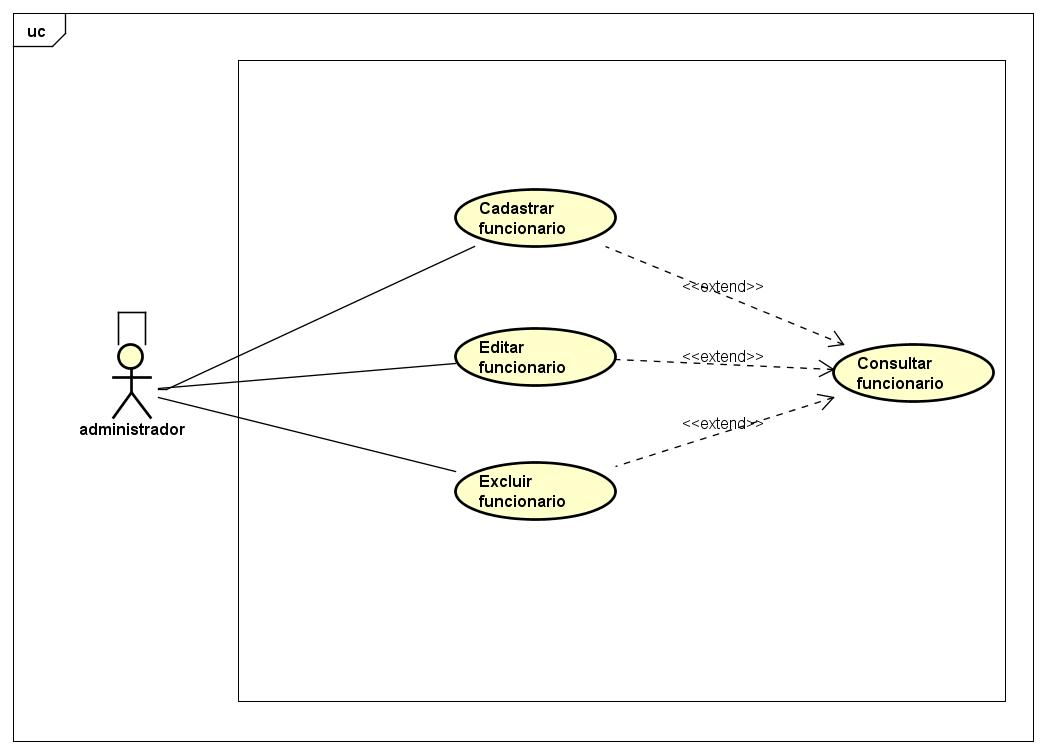 uc
Cadastrar
funcionario
<<extend>>
Editar
funcionario
<<extend>>
Consultar
funcionario
<<extend>>
administrador
Excluir
funcionario